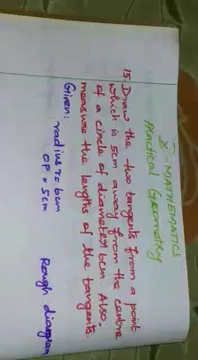 X - MATHEMATICS
Practical Geometry
15. Draw the two tangents from a point
which is 5cm away from the centre
of a circle of diameter 6cm. Also
measure the lengths of the tangents.
Given:
radius = 6cm
OP = 5cm
Rough diagram